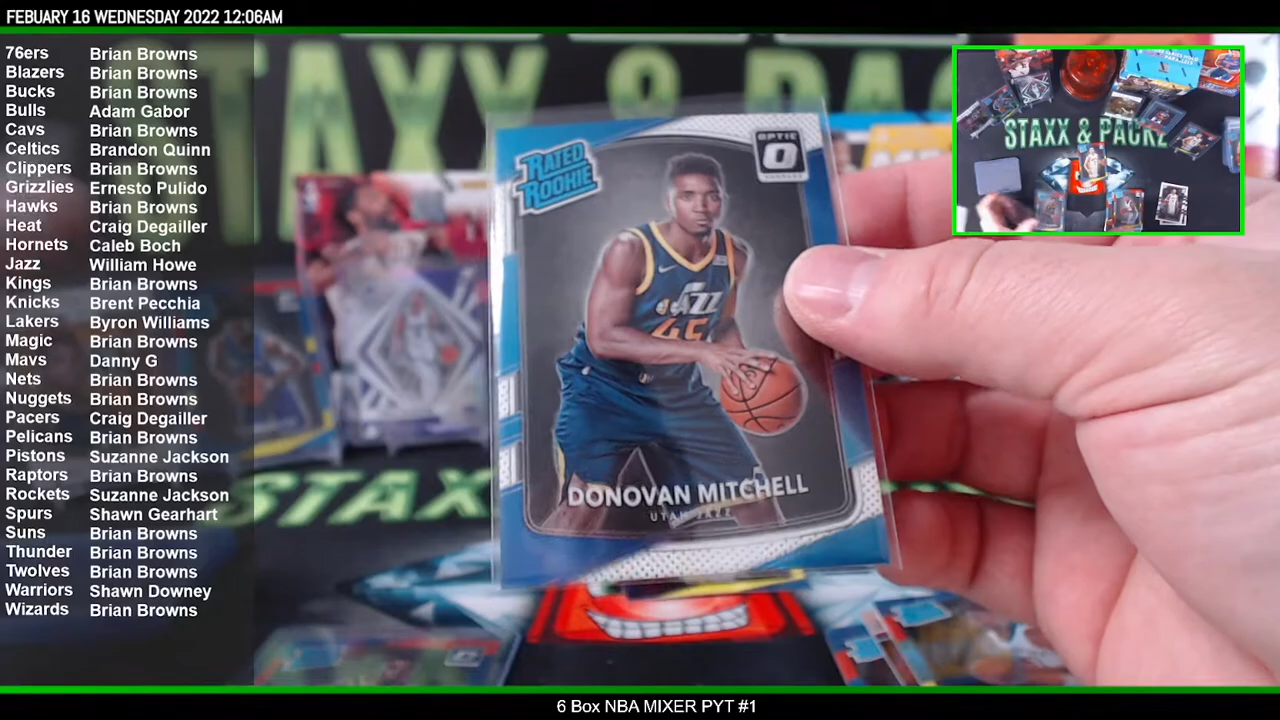 FEBUARY 16 WEDNESDAY 2022 12:06AM
76ers Brian Browns
Blazers Brian Browns
Bucks Brian Browns
Bulls Adam Gabor
Cavs Brian Browns
Celtics Brandon Quinn
Clippers Brian Browns
Grizzlies Ernesto Pulido
Hawks Brian Browns
Heat Craig Degailler
Hornets Caleb Boch
Jazz William Howe
Kings Brian Browns
Knicks Brent Pecchia
Lakers Byron Williams
Magic Brian Browns
Mavs Danny G
Nets Brian Browns
Nuggets Brian Browns
Pacers Craig Degailler
Pelicans Brian Browns
Pistons Suzanne Jackson
Raptors Brian Browns
Rockets Suzanne Jackson
Spurs Shawn Gearhart
Suns Brian Browns
Thunder Brian Browns
Twolves Brian Browns
Warriors Shawn Downey
Wizards Brian Browns
STAXX & PAC
RATED
ROOKIE
OPTIC
O
JAZZ
45
DONOVAN MITCHELL
UTAH JAZZ
STAX
STAXX & PACKZ
6 Box NBA MIXER PYT #1